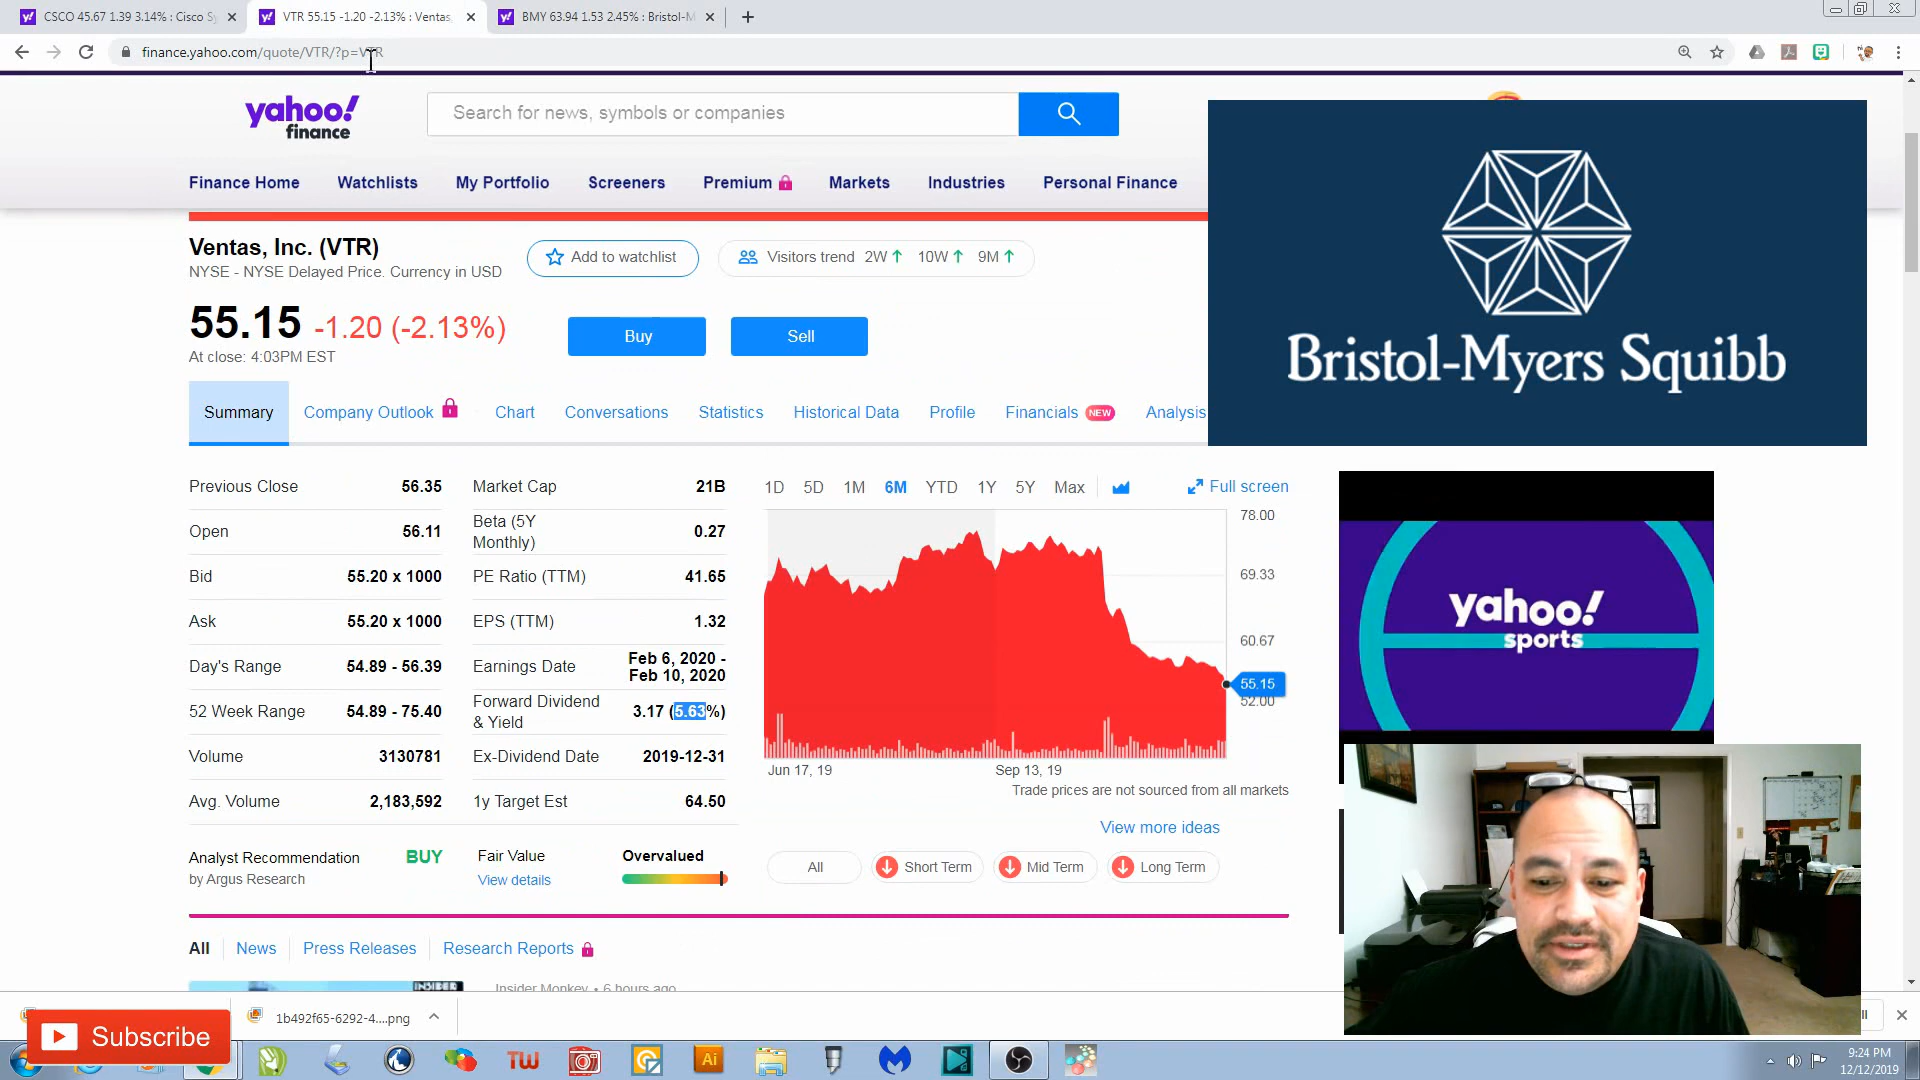 CSCO 45.67 1.39 3.14% : Cisco Sy
VTR 55.15 -1.20 -2.13% : Ventas,
BMY 63.94 1.53 2.45% : Bristol-M
finance.yahoo.com/quote/VTR/?p=VTR
yahoo!
finance
Search for news, symbols or companies
Finance Home
Watchlists
My Portfolio
Screeners
Premium
Markets
Industries
Personal Finance
Bristol-Myers Squibb
Ventas, Inc. (VTR)
NYSE - NYSE Delayed Price. Currency in USD
Add to watchlist
Visitors trend 2W 10W 9M
55.15 -1.20 (-2.13%)
At close: 4:03PM EST
Buy
Sell
Summary
Company Outlook
Chart
Conversations
Statistics
Historical Data
Profile
Financials NEW
Analysis
Previous Close 56.35
Open 56.11
Bid 55.20 x 1000
Ask 55.20 x 1000
Day's Range 54.89 - 56.39
52 Week Range 54.89 - 75.40
Volume 3130781
Avg. Volume 2,183,592
Market Cap 21B
Beta (5Y
Monthly) 0.27
PE Ratio (TTM) 41.65
EPS (TTM) 1.32
Earnings Date Feb 6, 2020 -
Feb 10, 2020
Forward Dividend
& Yield 3.17 (5.63%)
Ex-Dividend Date 2019-12-31
1y Target Est 64.50
1D 5D 1M 6M YTD 1Y 5Y Max
Full screen
78.00
69.33
60.67
55.15
52.00
Jun 17, 19
Sep 13, 19
Trade prices are not sourced from all markets
View more ideas
All
Short Term
Mid Term
Long Term
Analyst Recommendation BUY
by Argus Research
Fair Value
View details
Overvalued
yahoo!
sports
All
News
Press Releases
Research Reports
INSIDER
Insider Monkey • 6 hours ago
1b492f65-6292-4....png
Subscribe
TW
Ai
9:24 PM
12/12/2019